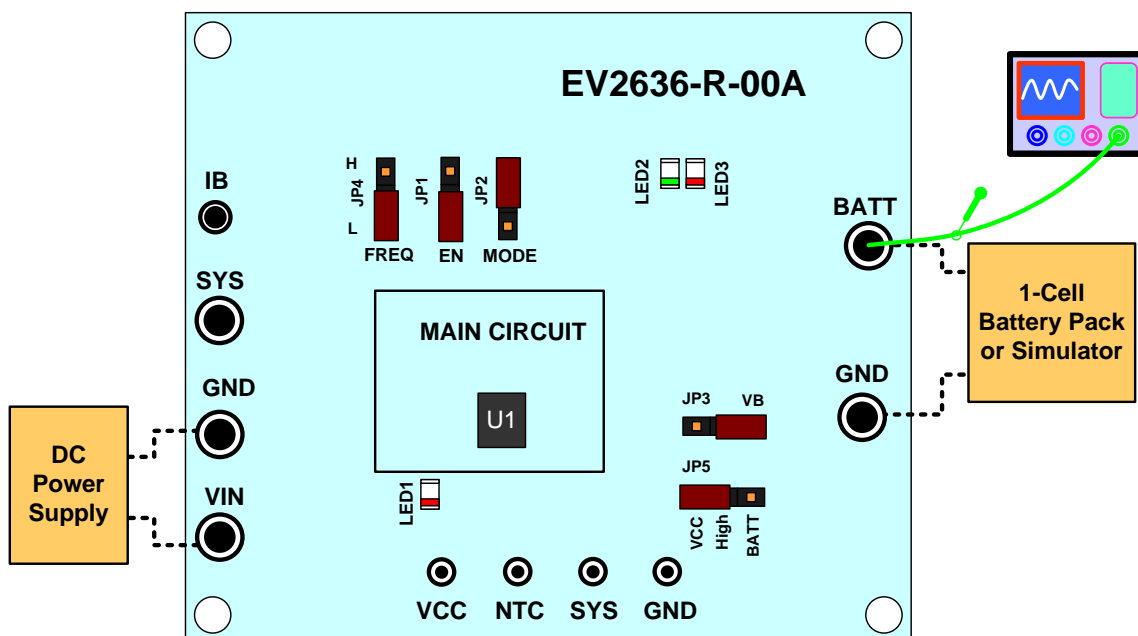 EV2636-R-00A
H
JP4
L
FREQ
JP1
EN
JP2
MODE
LED2
LED3
IB
SYS
GND
VIN
BATT
GND
MAIN CIRCUIT
U1
LED1
JP3
VB
JP5
VCC
High
BATT
VCC
NTC
SYS
GND
DC
Power
Supply
1-Cell
Battery Pack
or Simulator